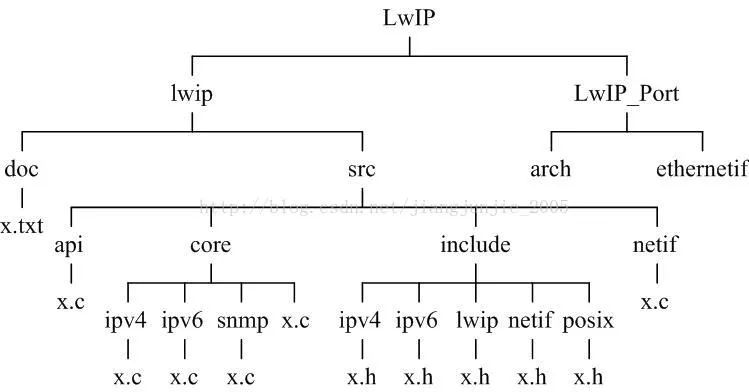 LwIP
lwip LwIP_Port
doc src arch ethernetif
http://blog.csdn.net/jiangjunjie_2005
x.txt api core include netif
x.c ipv4 ipv6 snmp x.c ipv4 ipv6 lwip netif posix x.c
x.c x.c x.c x.h x.h x.h x.h x.h